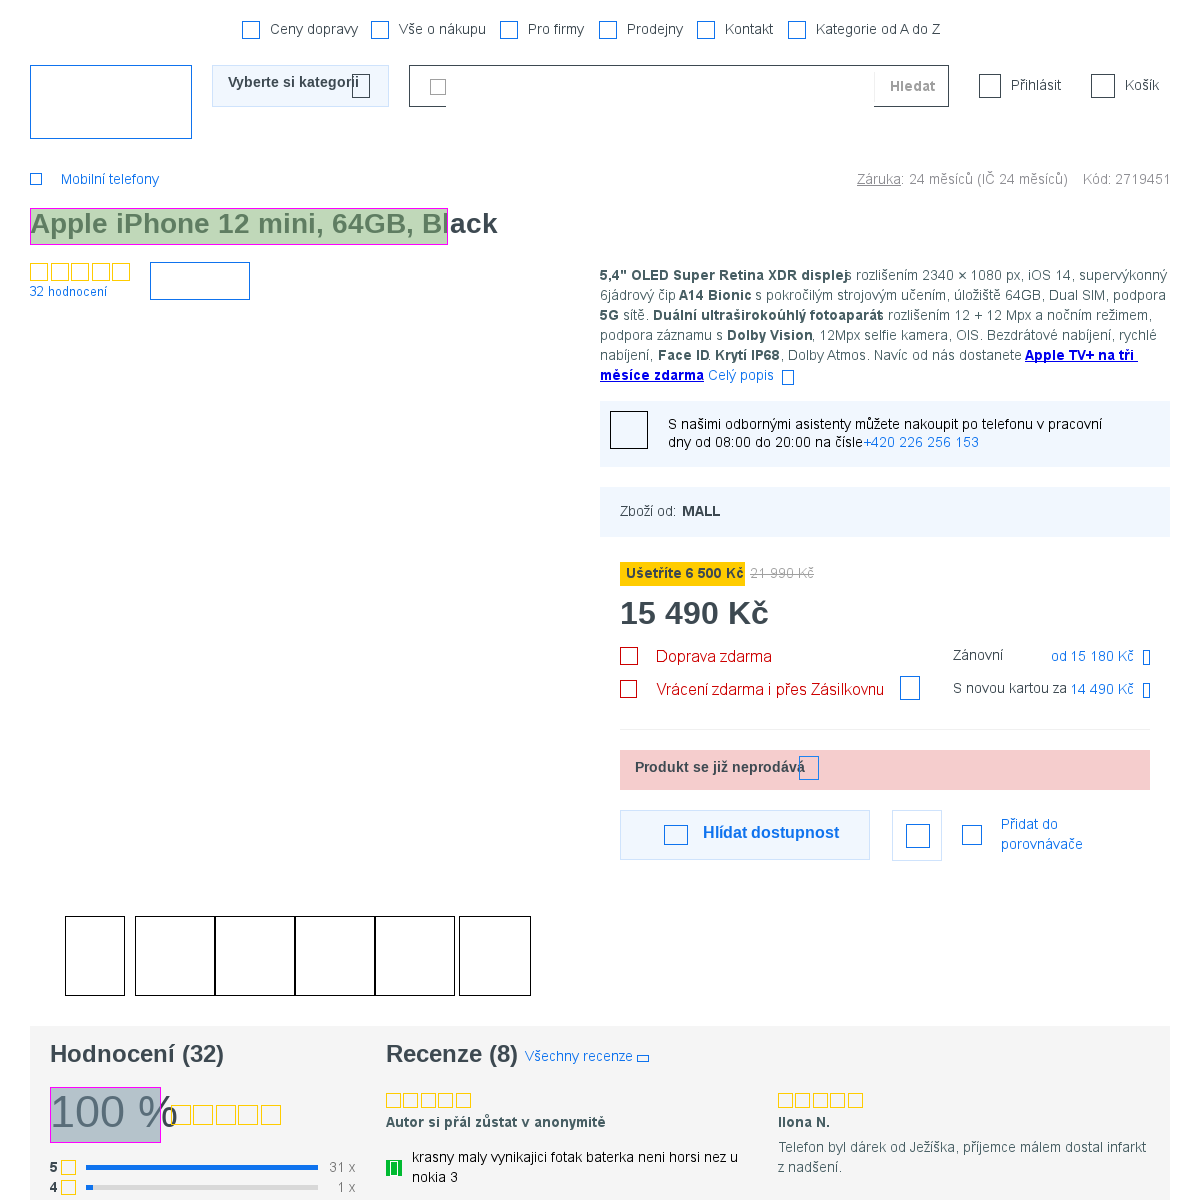 Ceny dopravy Vše o nákupu Pro firmy Prodejny Kontakt Kategorie od A do Z
Vyberte si kategorii Hledat Přihlásit Košík
Mobilní telefony Záruka: 24 měsíců (IČ 24 měsíců) Kód: 2719451
Apple iPhone 12 mini, 64GB, Black
32 hodnocení
5,4" OLED Super Retina XDR displej s rozlišením 2340 × 1080 px, iOS 14, supervýkonný
6jádrový čip A14 Bionic s pokročilým strojovým učením, úložiště 64GB, Dual SIM, podpora
5G sítě. Duální ultraširokoúhlý fotoaparát s rozlišením 12 + 12 Mpx a nočním režimem,
podpora záznamu s Dolby Vision, 12Mpx selfie kamera, OIS. Bezdrátové nabíjení, rychlé
nabíjení, Face ID. Krytí IP68, Dolby Atmos. Navíc od nás dostanete Apple TV+ na tři
měsíce zdarma Celý popis
S našimi odbornými asistenty můžete nakoupit po telefonu v pracovní
dny od 08:00 do 20:00 na čísle +420 226 256 153
Zboží od: MALL
Ušetříte 6 500 Kč 21 990 Kč
15 490 Kč
Doprava zdarma Zánovní od 15 180 Kč
Vrácení zdarma i přes Zásilkovnu S novou kartou za 14 490 Kč
Produkt se již neprodává
Hlídat dostupnost
Přidat do
porovnávače
Hodnocení (32)
100 %
5 31 x
4 1 x
Recenze (8) Všechny recenze
Autor si přál zůstat v anonymitě
krasny maly vynikajici fotak baterka neni horsi nez u
nokia 3
Ilona N.
Telefon byl dárek od Ježíška, příjemce málem dostal infarkt
z nadšení.